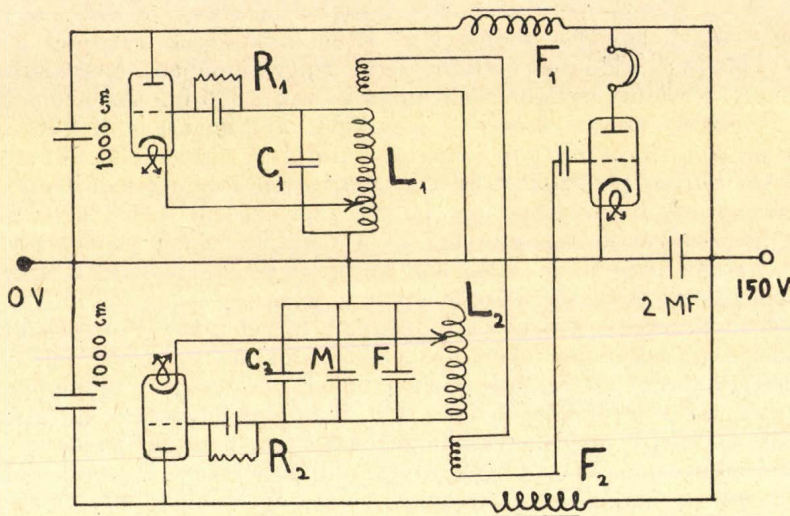 F₁
R₁
1000 cm
C₁
L₁
0 V
150 V
2 MF
L₂
1000 cm
C₂ M F
R₂
F₂